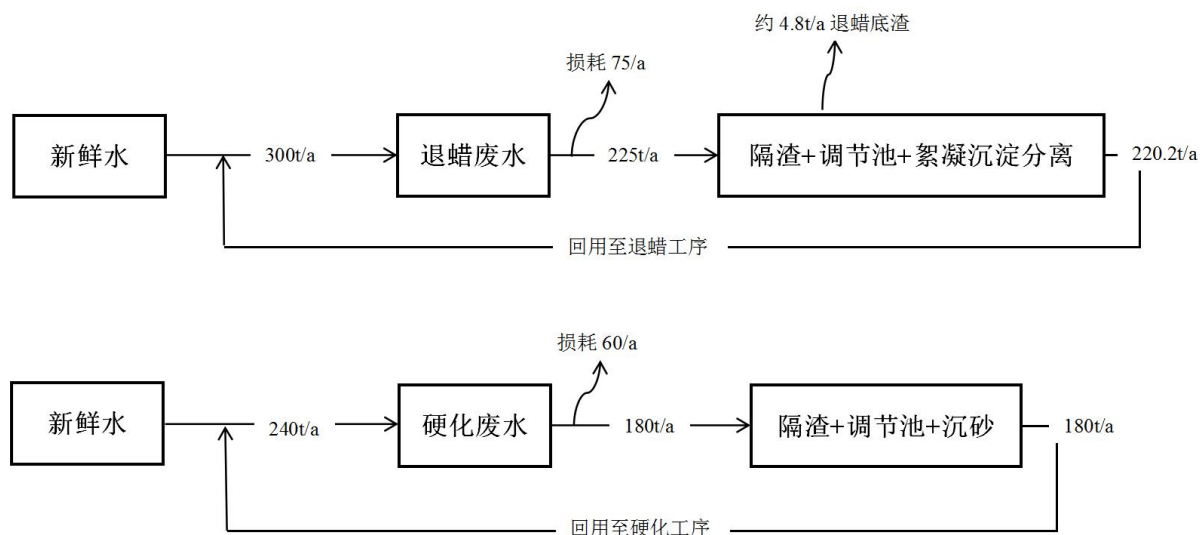 约 4.8t/a 退蜡底渣
损耗 75/a
新鲜水
300t/a
退蜡废水
225t/a
隔渣+调节池+絮凝沉淀分离
220.2t/a
回用至退蜡工序
损耗 60/a
新鲜水
240t/a
硬化废水
180t/a
隔渣+调节池+沉砂
180t/a
回用至硬化工序